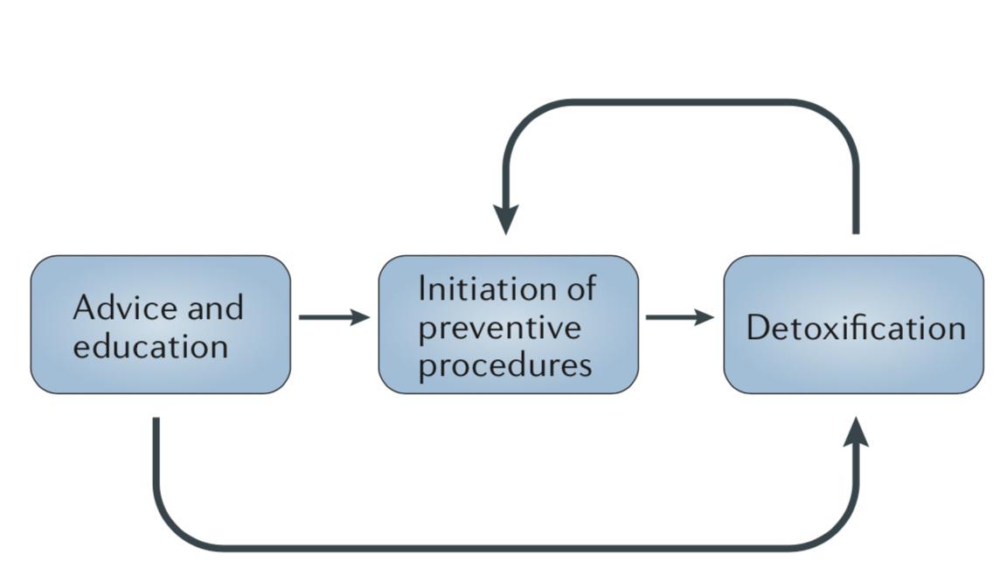 Advice and
education
Initiation of
preventive
procedures
Detoxification